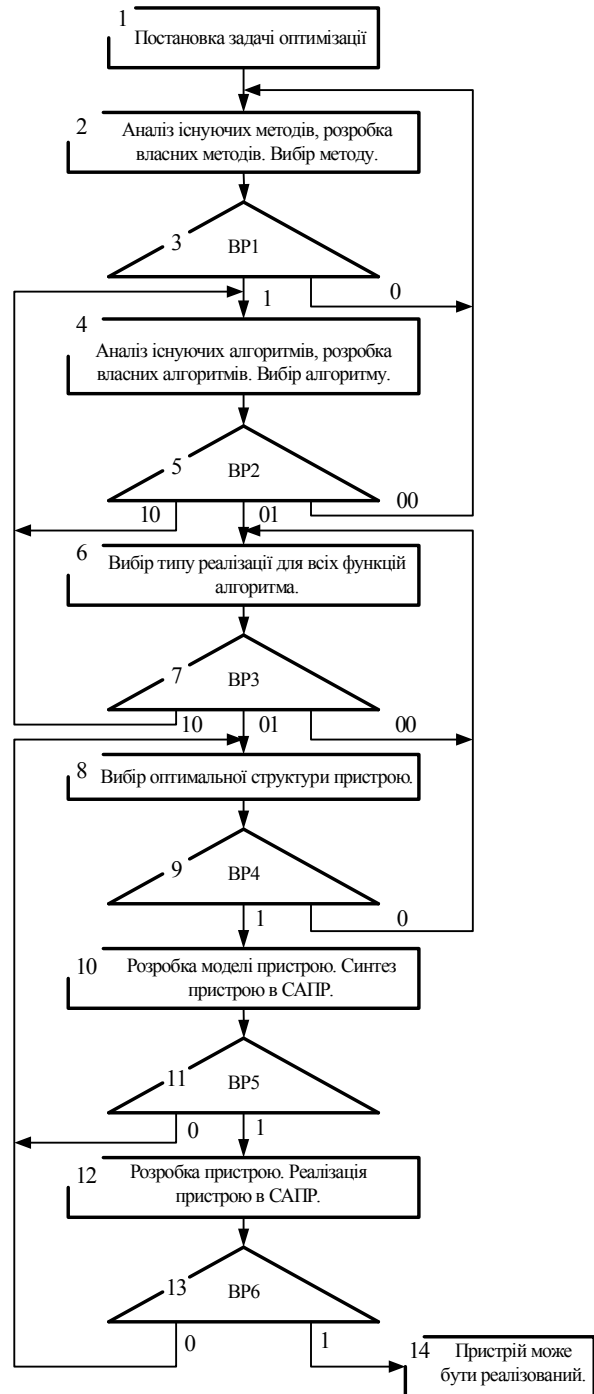 1
Постановка задачі оптимізації
2
Аналіз існуючих методів, розробка
власних методів. Вибір методу.
3
ВР1
1
0
4
Аналіз існуючих алгоритмів, розробка
власних алгоритмів. Вибір алгоритму.
5
ВР2
10
01
00
6
Вибір типу реалізації для всіх функцій
алгоритма.
7
ВР3
10
01
00
8
Вибір оптимальної структури пристрою.
9
ВР4
1
0
10
Розробка моделі пристрою. Синтез
пристрою в САПР.
11
ВР5
0
1
12
Розробка пристрою. Реалізація
пристрою в САПР.
13
ВР6
0
1
14
Пристрій може
бути реалізований.